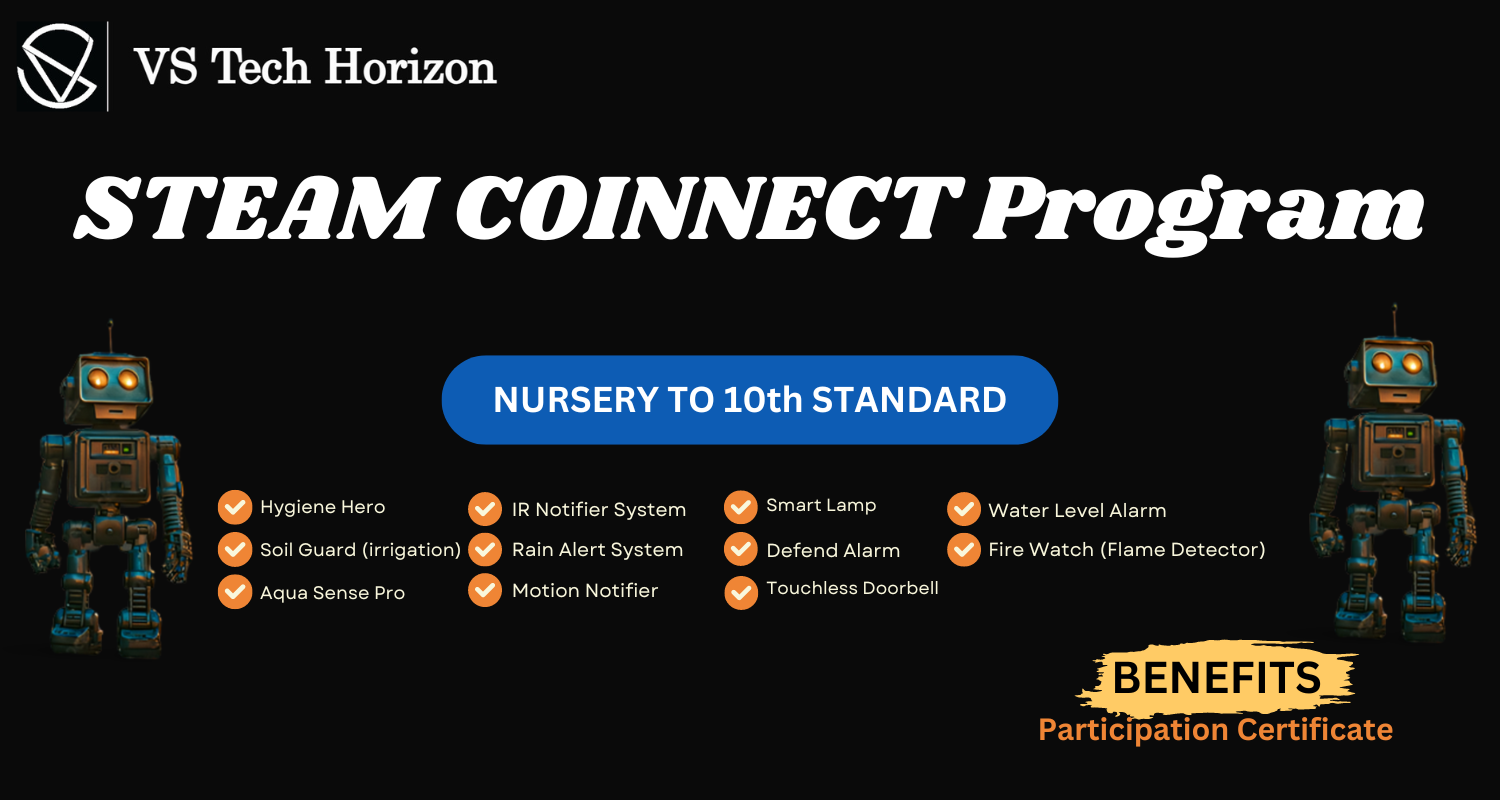 VS Tech Horizon
STEAM COINNECT Program
NURSERY TO 10th STANDARD
Hygiene Hero
Soil Guard (irrigation)
Aqua Sense Pro
IR Notifier System
Rain Alert System
Motion Notifier
Smart Lamp
Defend Alarm
Touchless Doorbell
Water Level Alarm
Fire Watch (Flame Detector)
BENEFITS
Participation Certificate